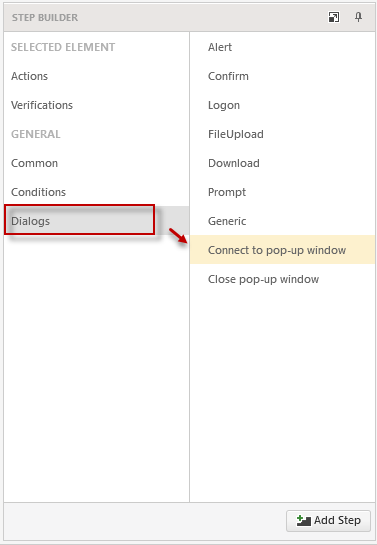 STEP BUILDER
SELECTED ELEMENT
Actions
Verifications
GENERAL
Common
Conditions
Dialogs
Alert
Confirm
Logon
FileUpload
Download
Prompt
Generic
Connect to pop-up window
Close pop-up window
Add Step